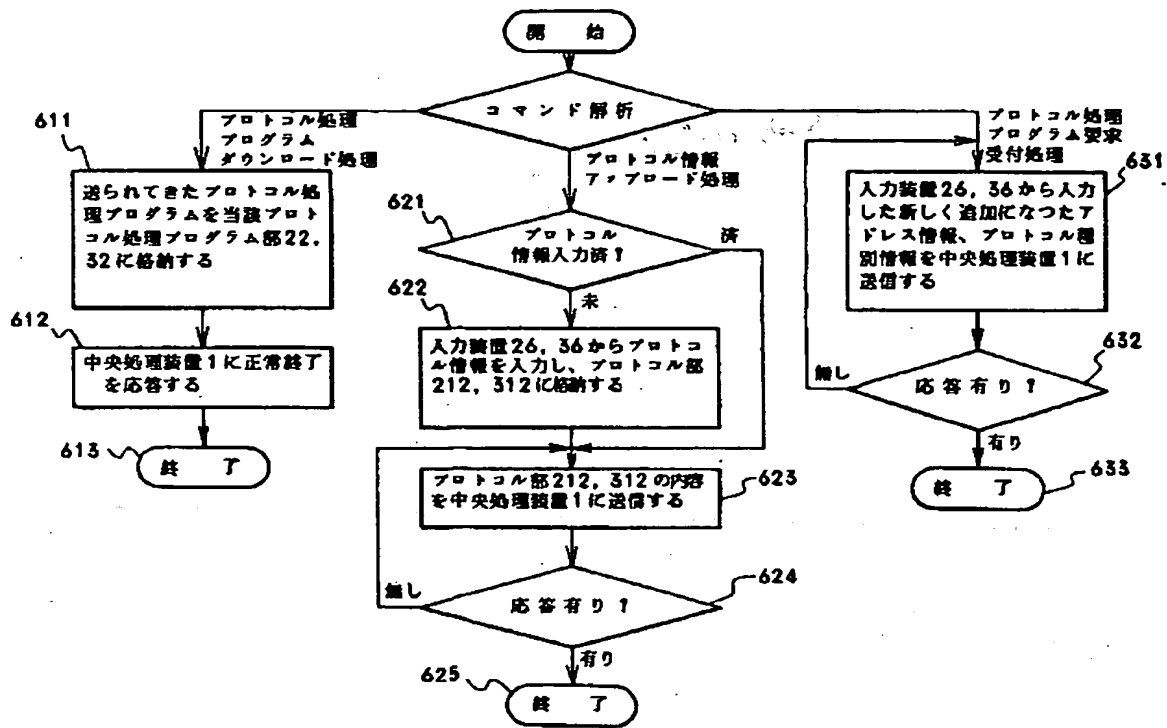 開 始
コマンド解析
プロトコル処理
プログラム
ダウンロード処理
611
送られてきたプロトコル処
理プログラムを当該プロト
コル処理プログラム部22,
32に格納する
612
中央処理装置1に正常終了
を応答する
613
終 了
プロトコル情報
アップロード処理
621
プロトコル
情報入力済?
済
未
622
入力装置26,36からプロトコ
ル情報を入力し、プロトコル部
212,312に格納する
プロトコル部212,312の内容
を中央処理装置1に送信する
623
無し
応答有り?
624
有り
625
終 了
プロトコル処理
プログラム要求
受付処理
631
入力装置26,36から入力
した新しく追加になつたア
ドレス情報、プロトコル種
別情報を中央処理装置1に
送信する
632
無し
応答有り?
有り
終 了
633